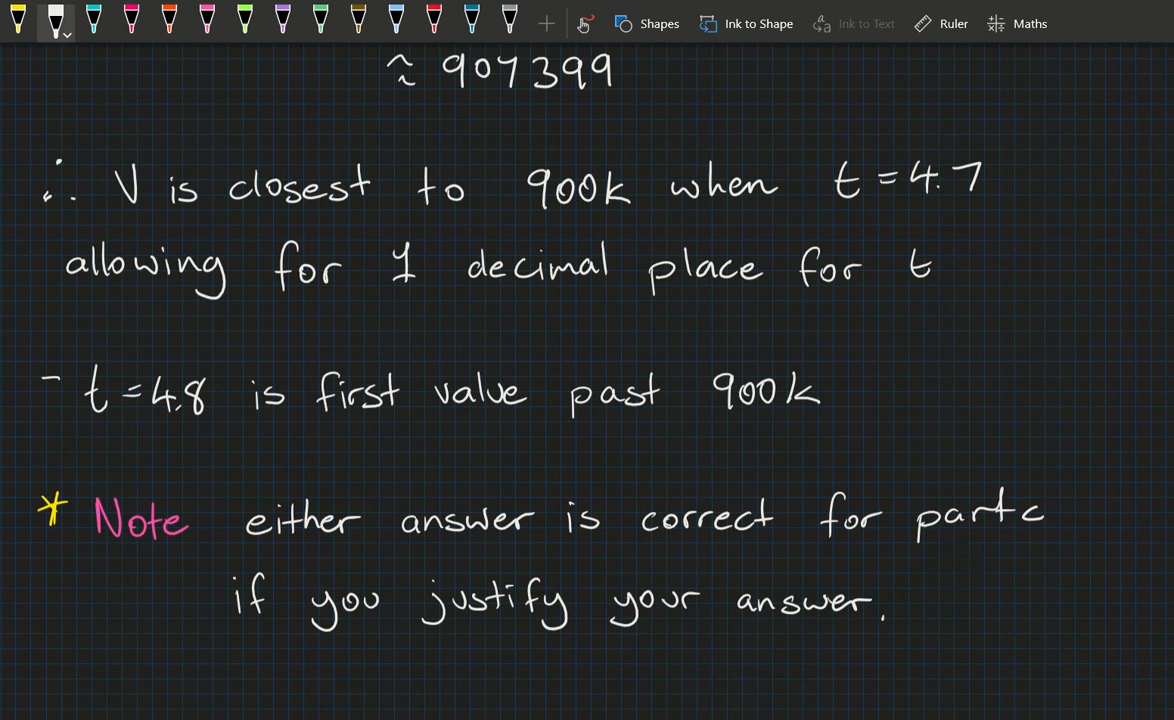 Shapes Ink to Shape Ink to Text Ruler Maths
≈ 907399
∴ V is closest to 900k when t = 4.7
allowing for 1 decimal place for t
- t = 4.8 is first value past 900k
* Note either answer is correct for part c
if you justify your answer.